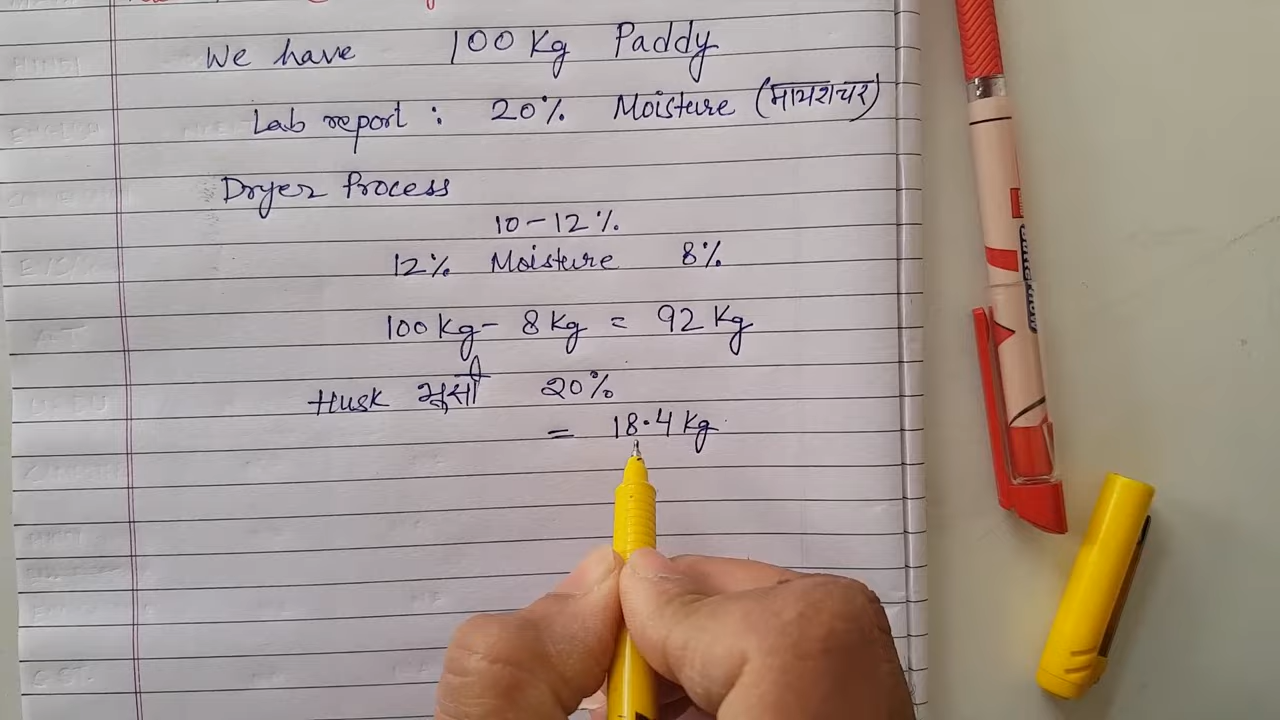 We have 100 Kg Paddy
Lab report : 20% Moisture (मायशचर)
Dryer Process
10-12%
12% Moisture 8%
100 Kg - 8 Kg = 92 Kg
Husk भूसी 20%
= 18.4 Kg